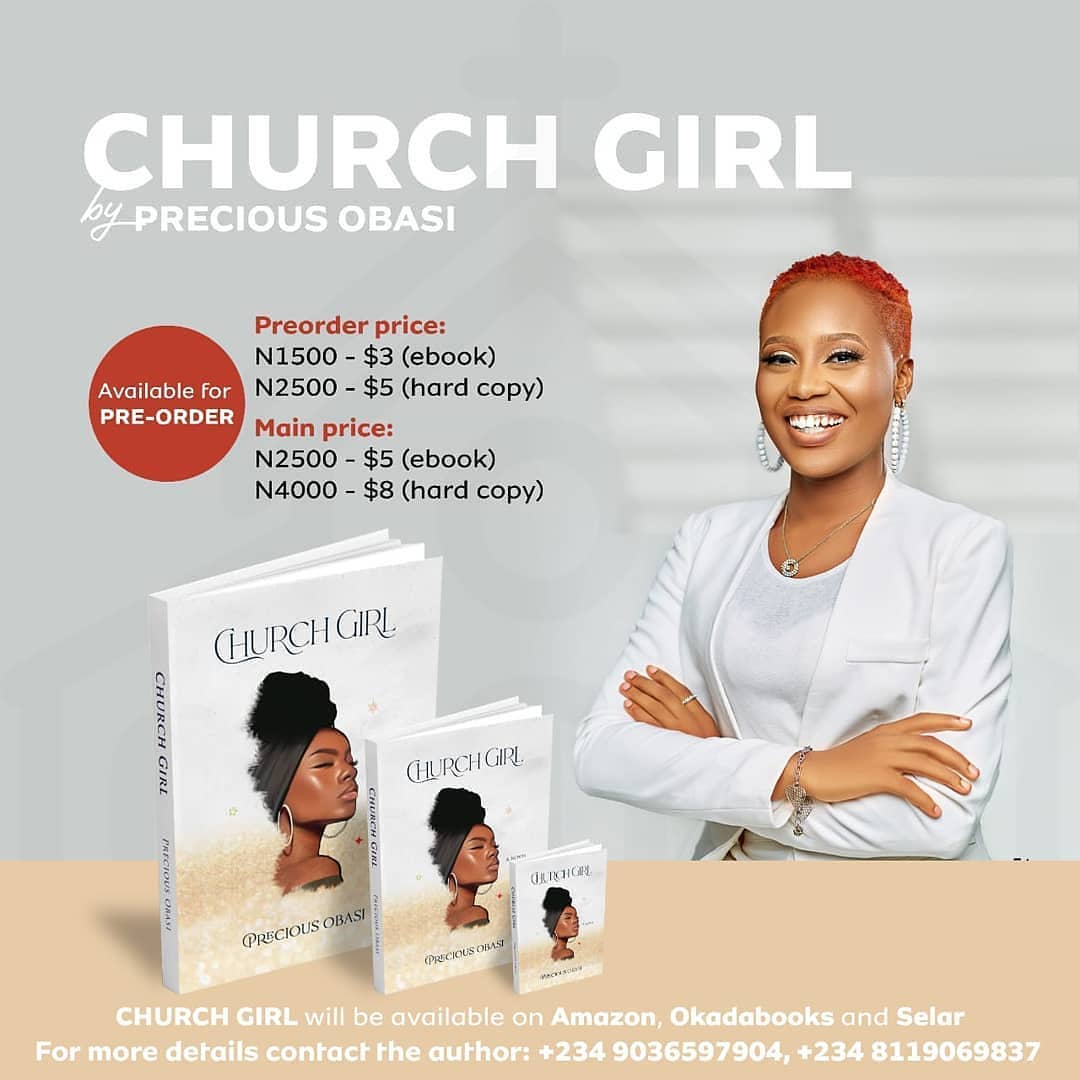 CHURCH GIRL
by PRECIOUS OBASI
Available for
PRE-ORDER
Preorder price:
N1500 - $3 (ebook)
N2500 - $5 (hard copy)
Main price:
N2500 - $5 (ebook)
N4000 - $8 (hard copy)
CHURCH GIRL
PRECIOUS OBASI
CHURCH GIRL
PRECIOUS OBASI
CHURCH GIRL
PRECIOUS OBASI
CHURCH GIRL
A NOVEL
PRECIOUS OBASI
CHURCH GIRL
PRECIOUS OBASI
CHURCH GIRL will be available on Amazon, Okadabooks and Selar
For more details contact the author: +234 9036597904, +234 8119069837